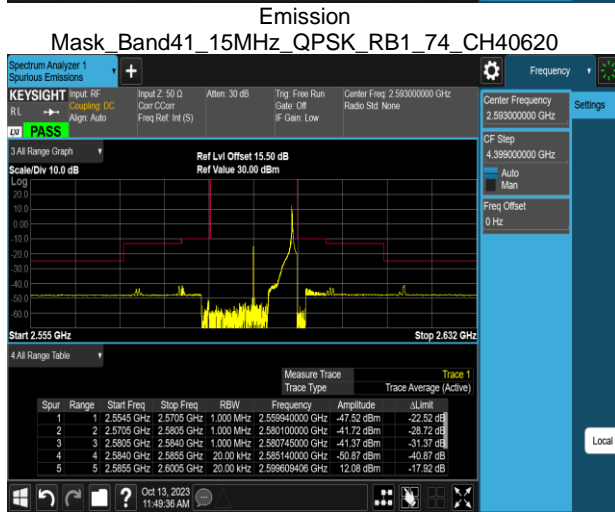 Emission
Mask_Band41_15MHz_QPSK_RB1_74_CH40620
Spectrum Analyzer 1
Spurious Emissions
Frequency
KEYSIGHT
Input: RF
Input Z: 50 Ω
Atten: 30 dB
Trig: Free Run
Center Freq: 2.593000000 GHz
R L
Coupling: DC
Corr CCorr
Gate: Off
Radio Std: None
Align: Auto
Freq Ref: Int (S)
IF Gain: Low
LXI
PASS
Center Frequency
2.593000000 GHz
Settings
CF Step
4.399000000 GHz
Auto
Man
Freq Offset
0 Hz
3 All Range Graph
Ref Lvl Offset 15.50 dB
Scale/Div 10.0 dB
Ref Value 30.00 dBm
Log
20.0
10.0
0.00
-10.0
-20.0
-30.0
-40.0
-50.0
-60.0
Start 2.555 GHz
Stop 2.632 GHz
4 All Range Table
Measure Trace Trace 1
Trace Type Trace Average (Active)
Spur Range Start Freq Stop Freq RBW Frequency Amplitude ΔLimit
1 1 2.5545 GHz 2.5705 GHz 1.000 MHz 2.559940000 GHz -47.52 dBm -22.52 dB
2 2 2.5705 GHz 2.5805 GHz 1.000 MHz 2.580100000 GHz -41.72 dBm -28.72 dB
3 3 2.5805 GHz 2.5840 GHz 1.000 MHz 2.580745000 GHz -41.37 dBm -31.37 dB
4 4 2.5840 GHz 2.5855 GHz 20.00 kHz 2.585140000 GHz -50.87 dBm -40.87 dB
5 5 2.5855 GHz 2.6005 GHz 20.00 kHz 2.599609406 GHz 12.08 dBm -17.92 dB
Local
Oct 13, 2023
11:49:36 AM